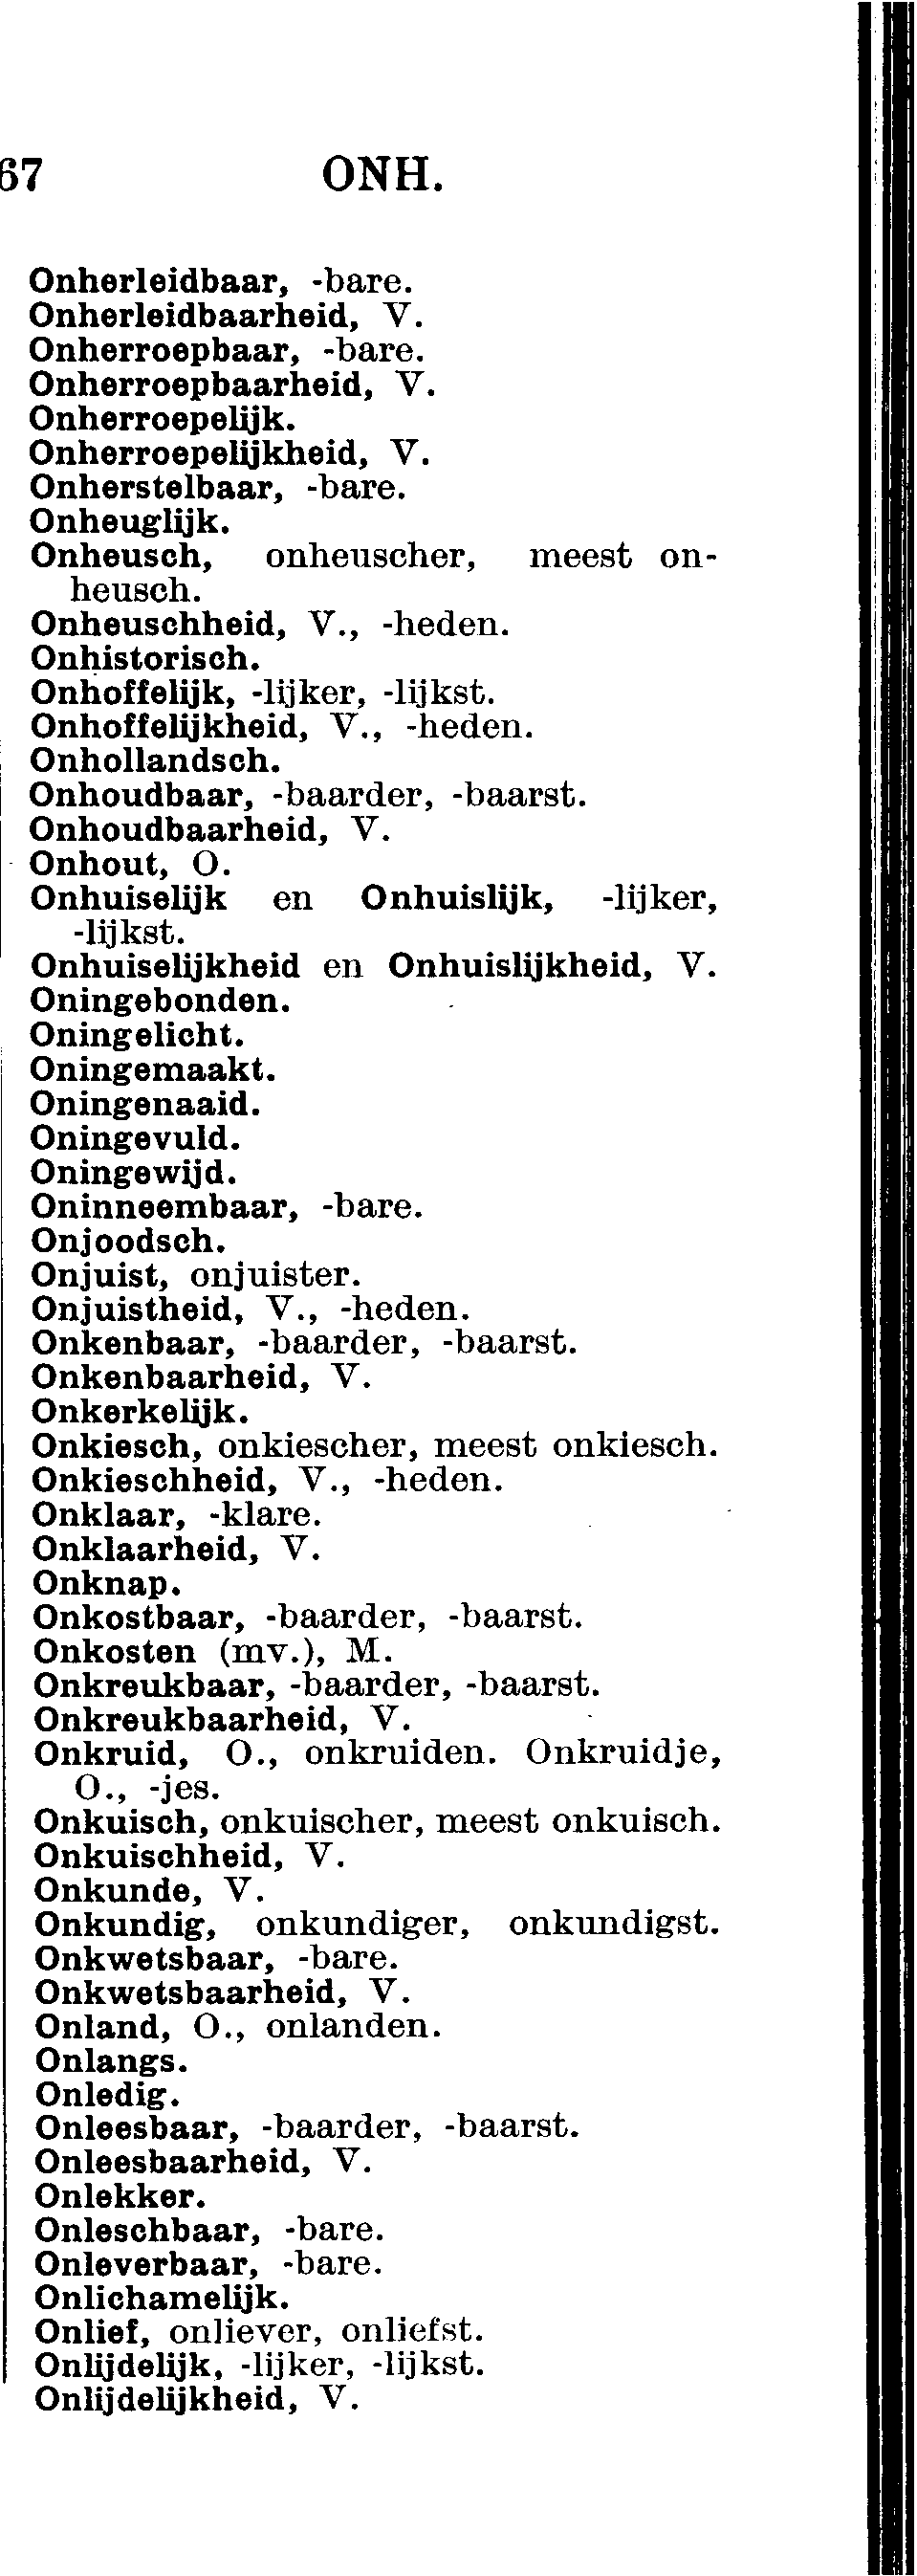 67 ONH.
Onherleidbaar, -bare.
Onherleidbaarheid, V.
Onherroepbaar, -bare.
Onherroepbaarheid, V.
Onherroepelijk.
Onherroepelijkheid, V.
Onherstelbaar, -bare.
Onheuglijk.
Onheusch, onheuscher, meest on-
heusch.
Onheuschheid, V., -heden.
Onhistorisch.
Onhoffelijk, -lijker, -lijkst.
Onhoffelijkheid, V., -heden.
Onhollandsch.
Onhoudbaar, -baarder, -baarst.
Onhoudbaarheid, V.
Onhout, O.
Onhuiselijk en Onhuislijk, -lijker,
-lijkst.
Onhuiselijkheid en Onhuislijkheid, V.
Oningebonden.
Oningelicht.
Oningemaakt.
Oningenaaid.
Oningevuld.
Oningewijd.
Oninneembaar, -bare.
Onjoodsch.
Onjuist, onjuister.
Onjuistheid, V., -heden.
Onkenbaar, -baarder, -baarst.
Onkenbaarheid, V.
Onkerkelijk.
Onkiesch, onkiescher, meest onkiesch.
Onkieschheid, V., -heden.
Onklaar, -klare.
Onklaarheid, V.
Onknap.
Onkostbaar, -baarder, -baarst.
Onkosten (mv.), M.
Onkreukbaar, -baarder, -baarst.
Onkreukbaarheid, V.
Onkruid, O., onkruiden. Onkruidje,
O., -jes.
Onkuisch, onkuischer, meest onkuisch.
Onkuischheid, V.
Onkunde, V.
Onkundig, onkundiger, onkundigst.
Onkwetsbaar, -bare.
Onkwetsbaarheid, V.
Onland, O., onlanden.
Onlangs.
Onledig.
Onleesbaar, -baarder, -baarst.
Onleesbaarheid, V.
Onlekker.
Onleschbaar, -bare.
Onleverbaar, -bare.
Onlichamelijk.
Onlief, onliever, onliefst.
Onlijdelijk, -lijker, -lijkst.
Onlijdelijkheid, V.